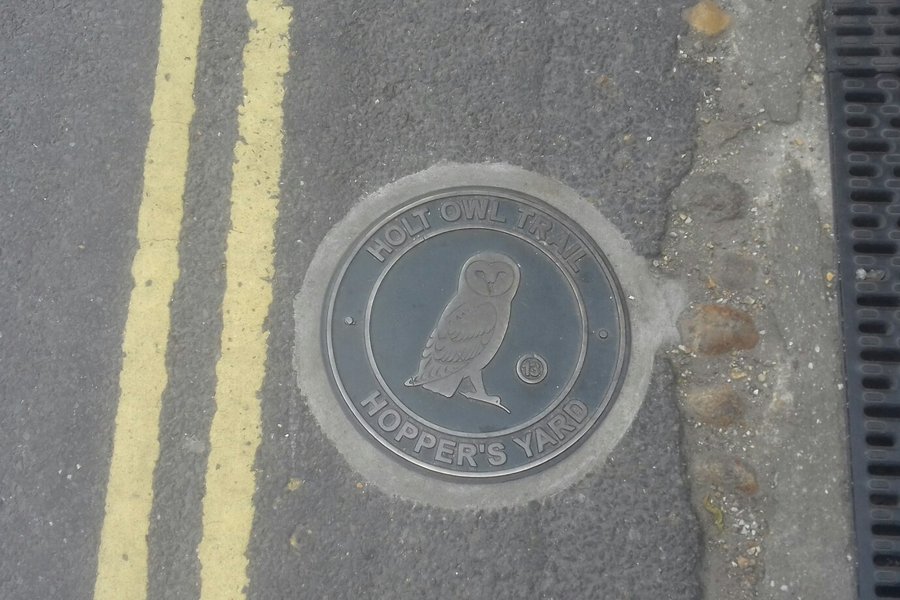 HOLT OWL TRAIL
13
HOPPER'S YARD